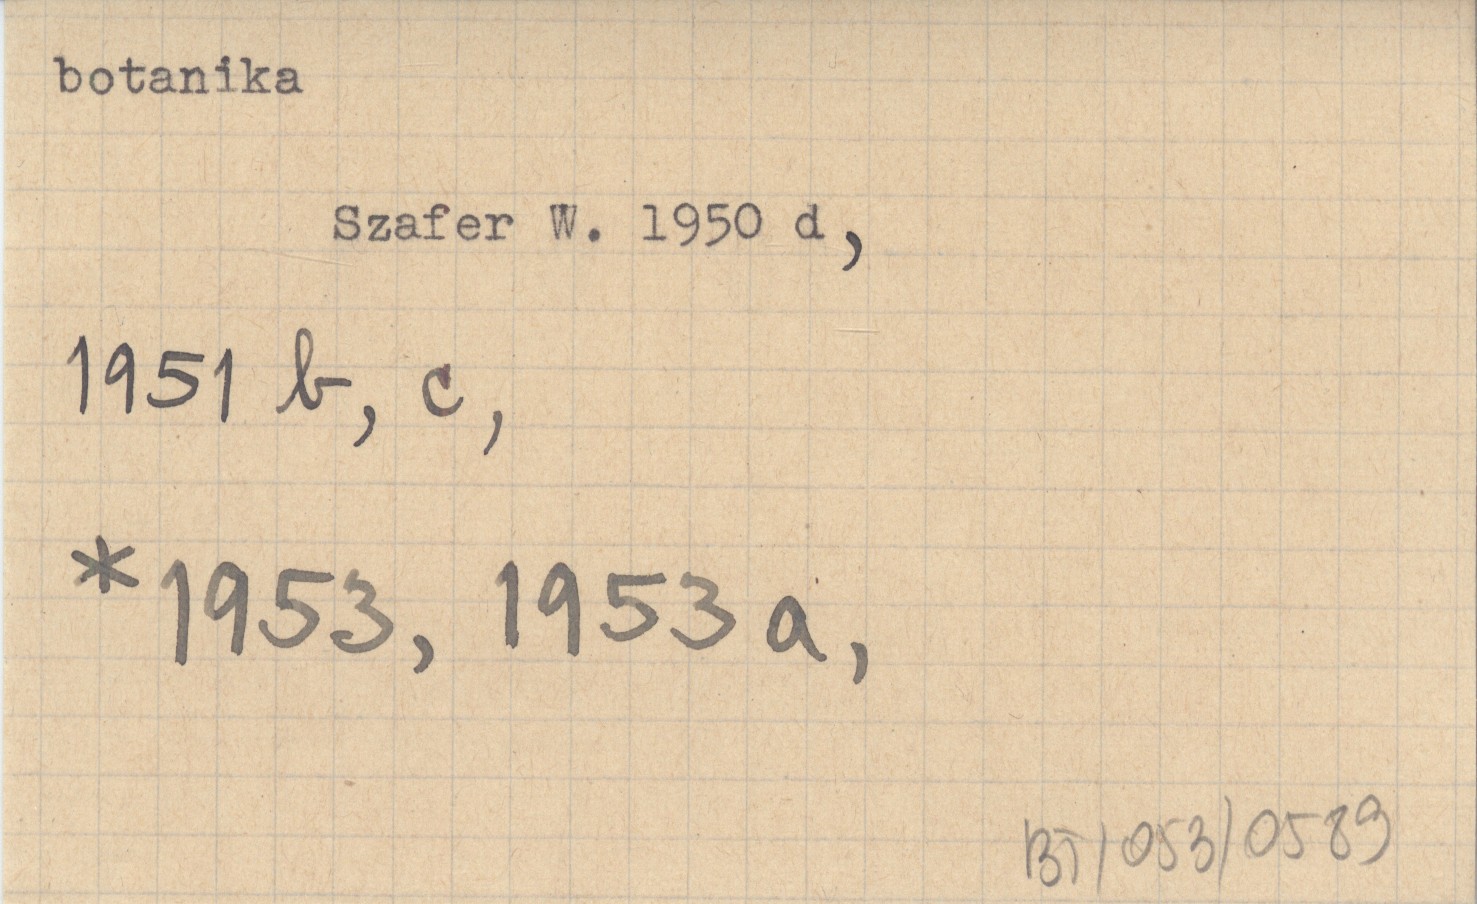 botanika
Szafer W. 1950 d,
1951 b, c,
*1953, 1953 a,
BT/053/0589